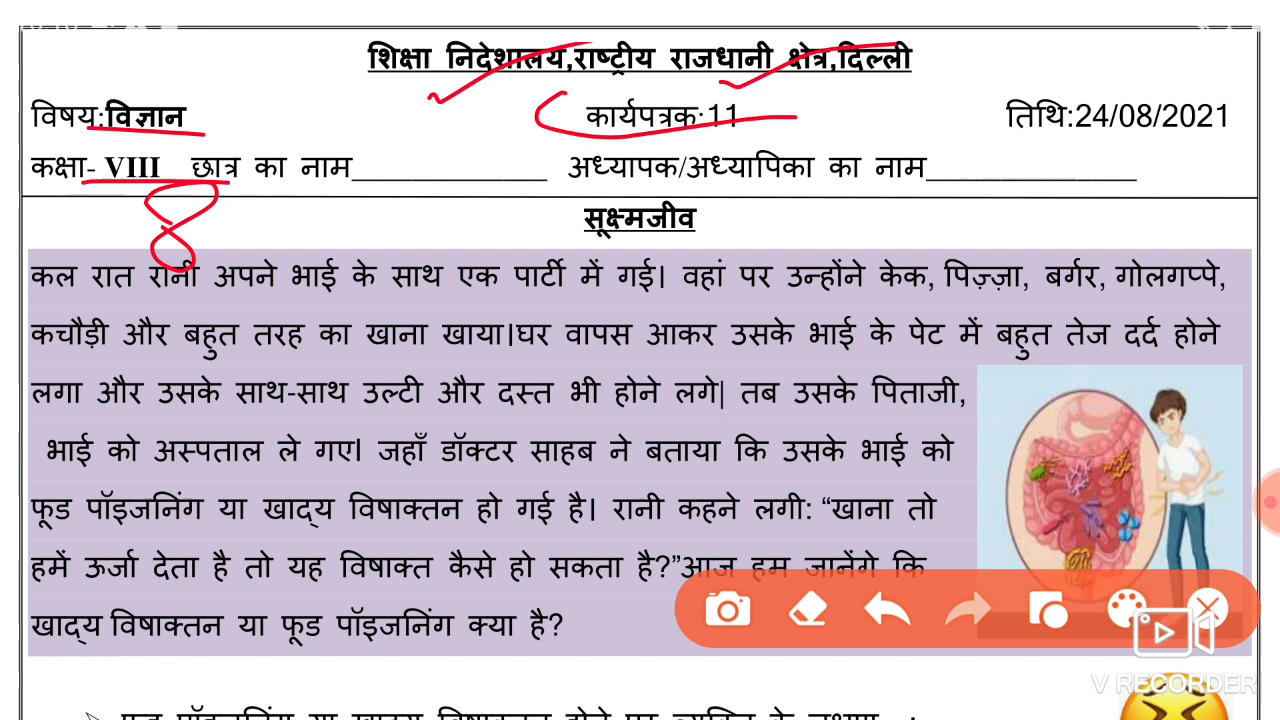 शिक्षा निदेशालय,राष्ट्रीय राजधानी क्षेत्र,दिल्ली
विषय:विज्ञान कार्यपत्रक:11 तिथि:24/08/2021
कक्षा- VIII छात्र का नाम____________ अध्यापक/अध्यापिका का नाम_____________
8
सूक्ष्मजीव
कल रात रानी अपने भाई के साथ एक पार्टी में गई। वहां पर उन्होंने केक, पिज़्ज़ा, बर्गर, गोलगप्पे,
कचौड़ी और बहुत तरह का खाना खाया।घर वापस आकर उसके भाई के पेट में बहुत तेज दर्द होने
लगा और उसके साथ-साथ उल्टी और दस्त भी होने लगे| तब उसके पिताजी,
भाई को अस्पताल ले गए। जहाँ डॉक्टर साहब ने बताया कि उसके भाई को
फूड पॉइजनिंग या खाद्य विषाक्तन हो गई है। रानी कहने लगी: “खाना तो
हमें ऊर्जा देता है तो यह विषाक्त कैसे हो सकता है?”आज हम जानेंगे कि
खाद्य विषाक्तन या फूड पॉइजनिंग क्या है?
V RECORDER